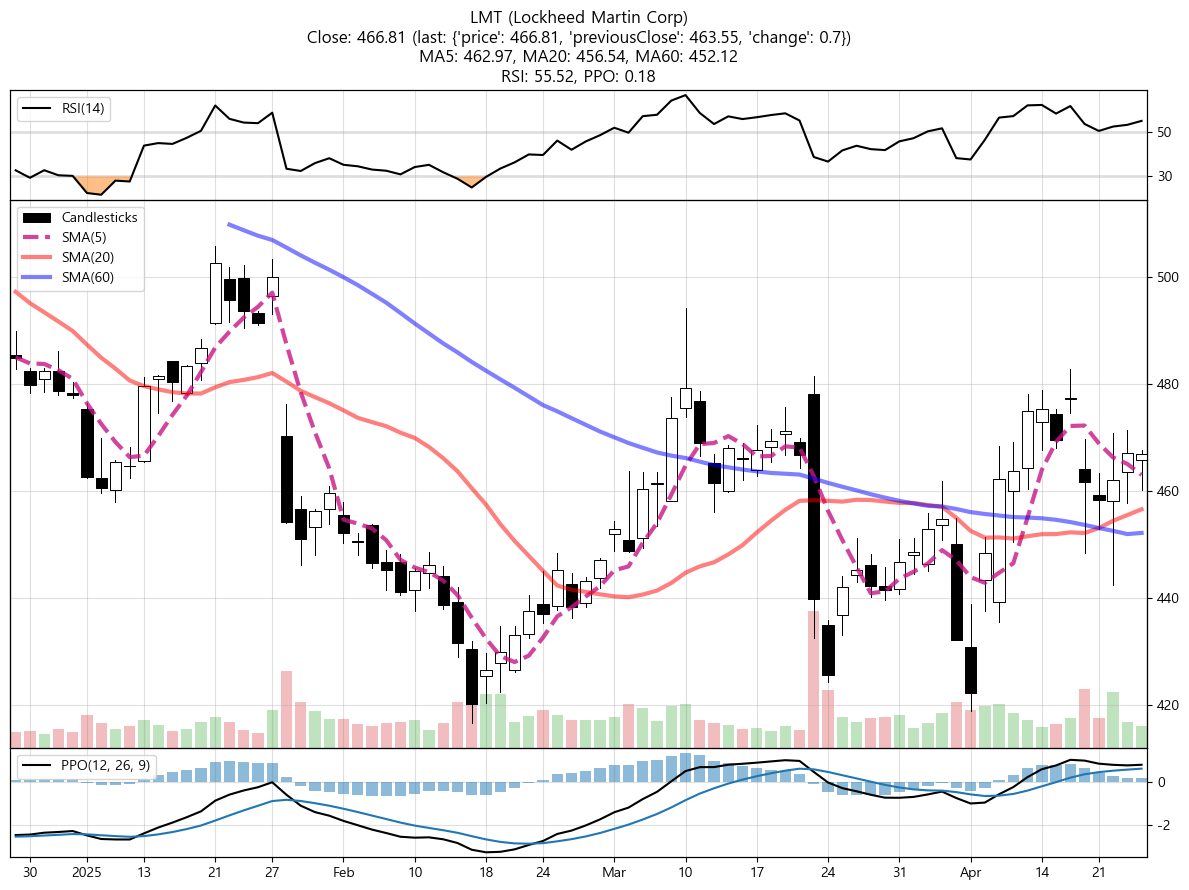 LMT (Lockheed Martin Corp)
Close: 466.81 (last: {'price': 466.81, 'previousClose': 463.55, 'change': 0.7})
MA5: 462.97, MA20: 456.54, MA60: 452.12
RSI: 55.52, PPO: 0.18
RSI(14)
50
30
Candlesticks
SMA(5)
SMA(20)
SMA(60)
500
480
460
440
420
PPO(12, 26, 9)
0
-2
30 2025 13 21 27 Feb 10 18 24 Mar 10 17 24 31 Apr 14 21